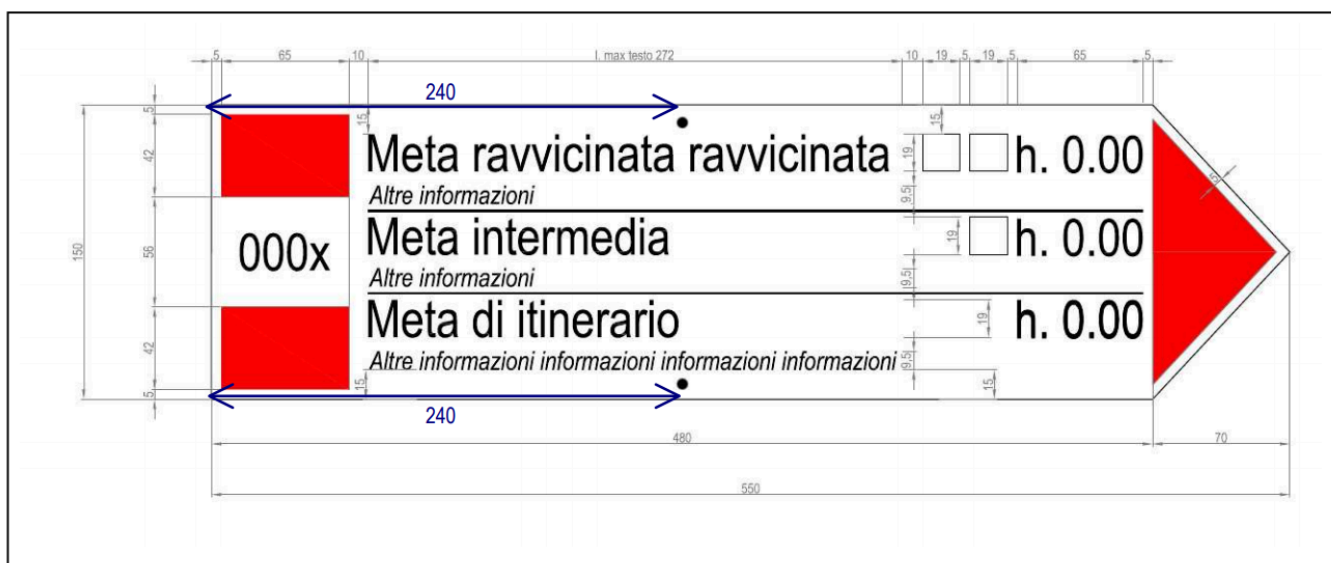 5 65 10 l. max testo 272 10 19 5 19 5 65 5
240
5 15 15
42 Meta ravvicinata ravvicinata 19 h. 0.00 5
Altre informazioni 9,5
150 56 000x Meta intermedia 19 h. 0.00
Altre informazioni 9,5
42 Meta di itinerario 19 h. 0.00
Altre informazioni informazioni informazioni informazioni 9,5
5 15 15
240
480 70
550